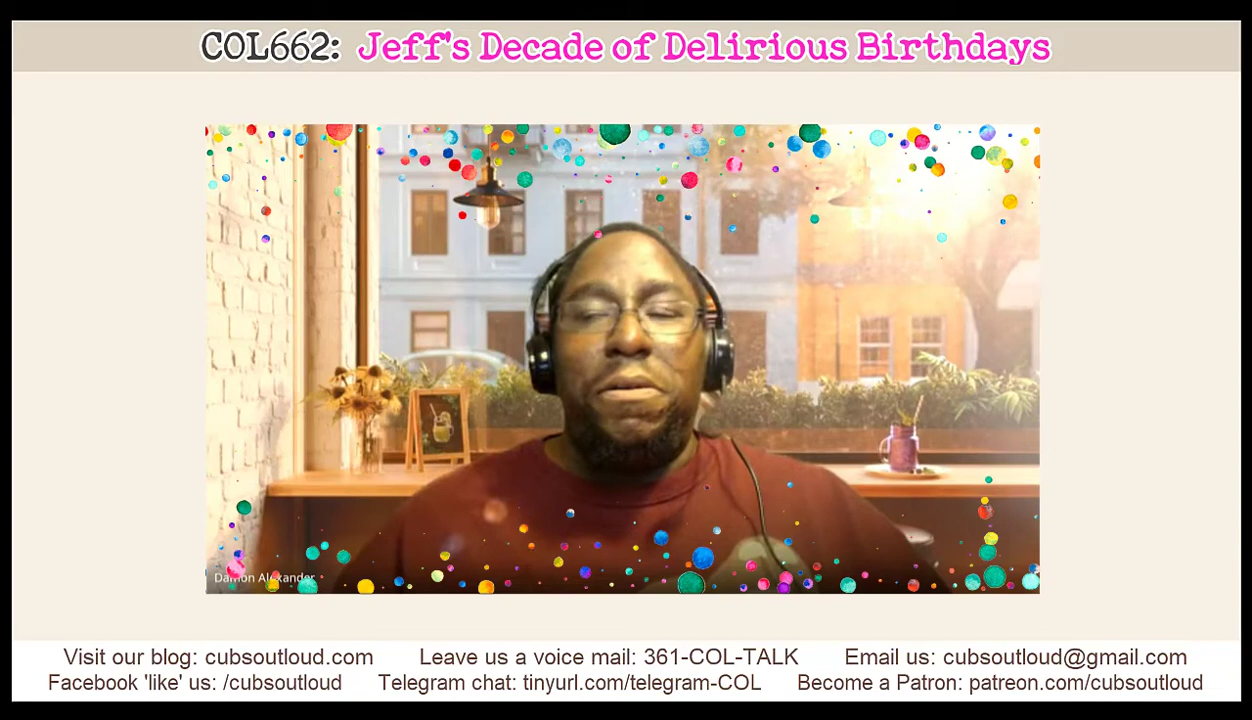 COL662: Jeff's Decade of Delirious Birthdays
Damon Alexander
Visit our blog: cubsoutloud.com Leave us a voice mail: 361-COL-TALK Email us: cubsoutloud@gmail.com
Facebook 'like' us: /cubsoutloud Telegram chat: tinyurl.com/telegram-COL Become a Patron: patreon.com/cubsoutloud